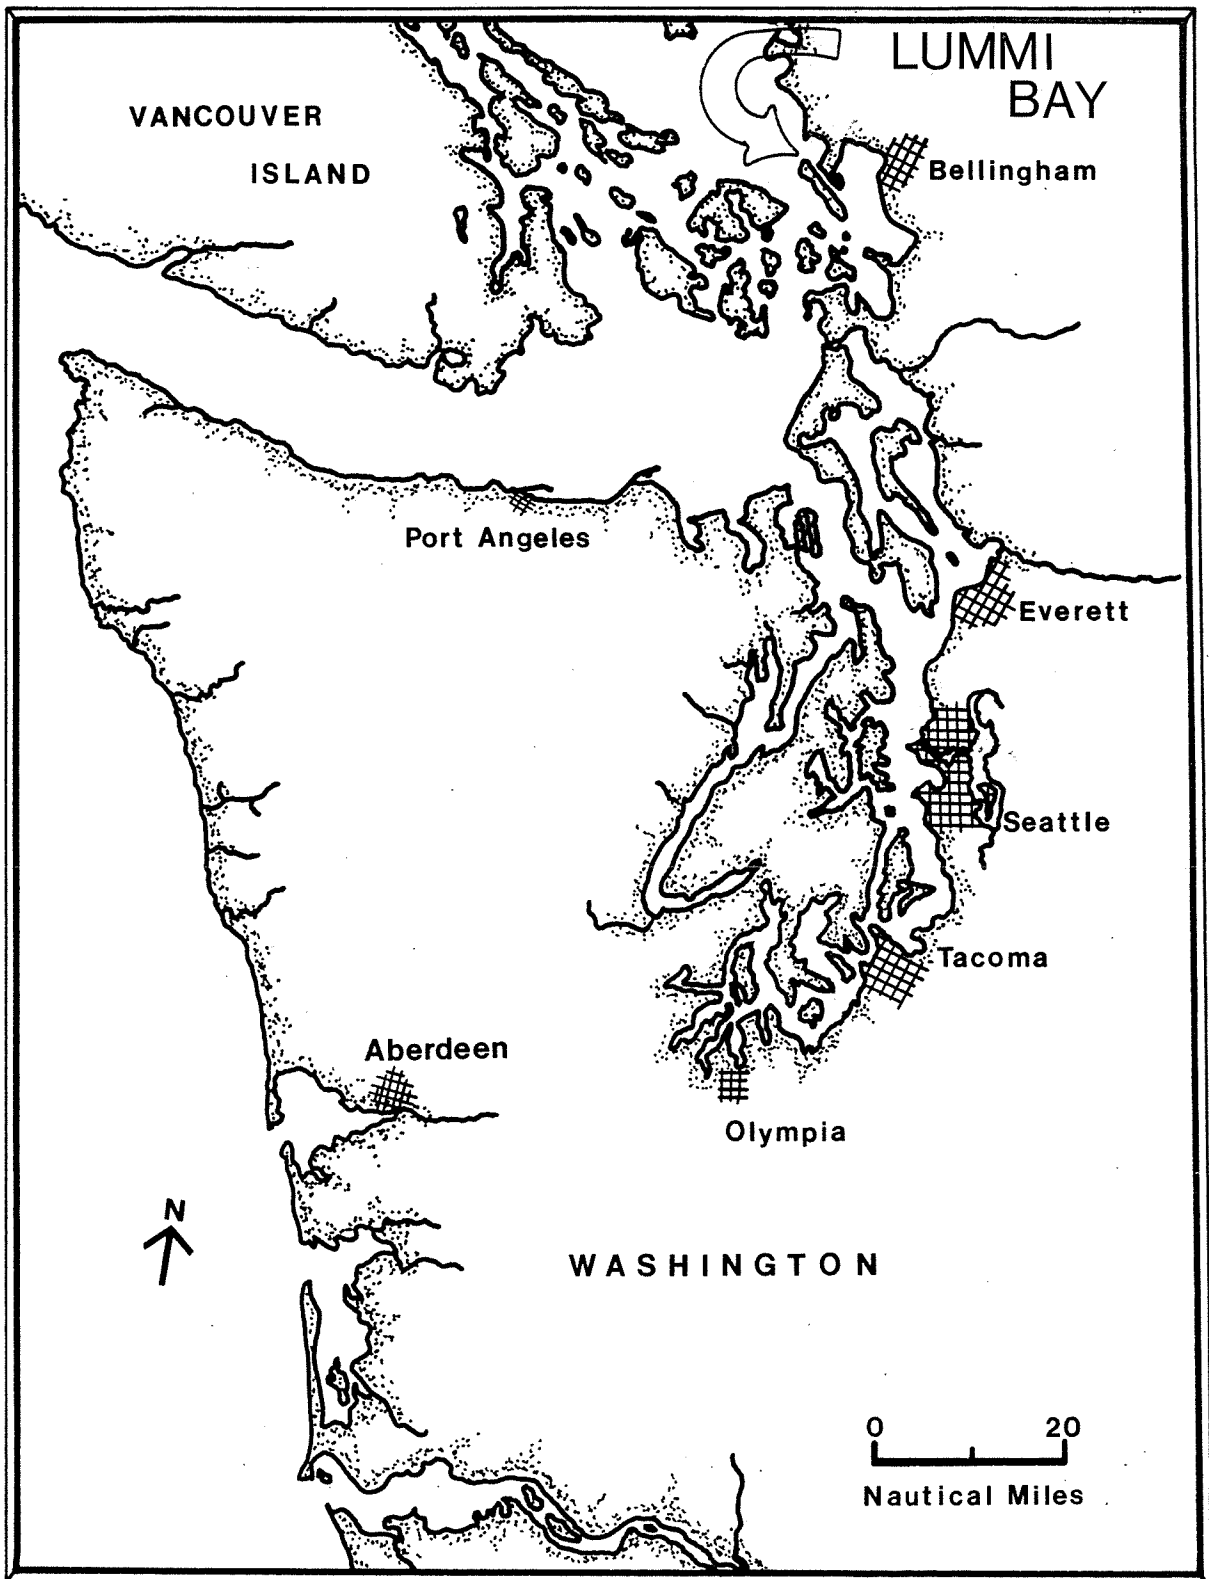 LUMMI
BAY
VANCOUVER
ISLAND
Bellingham
Port Angeles
Everett
Seattle
Tacoma
Aberdeen
Olympia
N
WASHINGTON
0 20
Nautical Miles